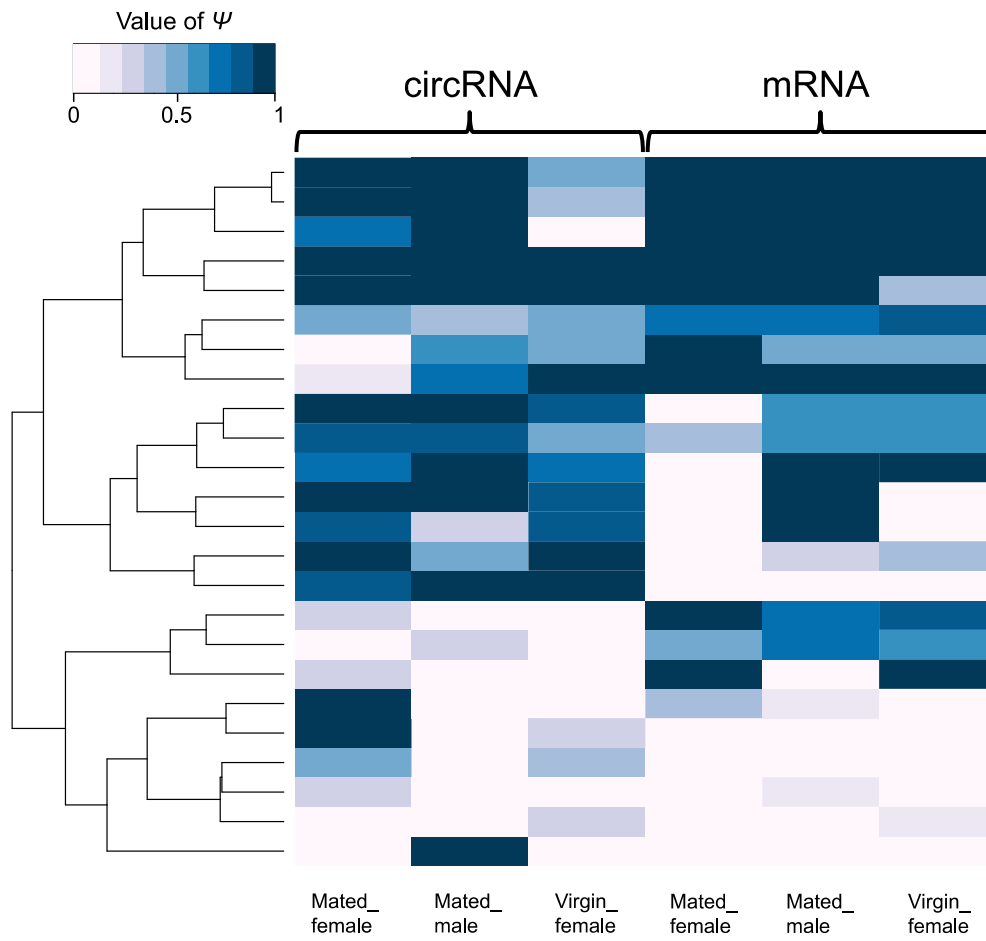 Value of Ψ
0 0.5 1
circRNA mRNA
Mated_ Mated_ Virgin_ Mated_ Mated_ Virgin_
female male female female male female